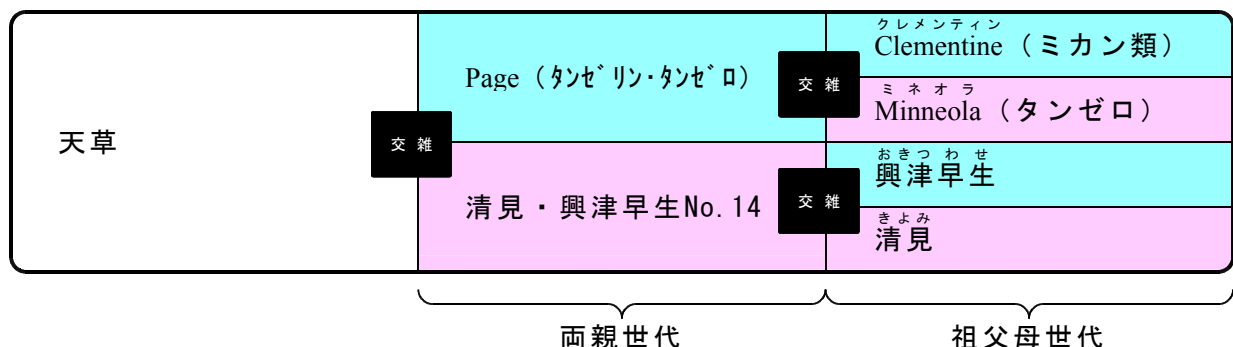 天草
交雑
Page（ﾀﾝｾﾞﾘﾝ･ﾀﾝｾﾞﾛ）
清見・興津早生No.14
交雑
クレメンティン
Clementine（ミカン類）
ミネオラ
Minneola（タンゼロ）
交雑
おきつわせ
興津早生
きよみ
清見
両親世代
祖父母世代